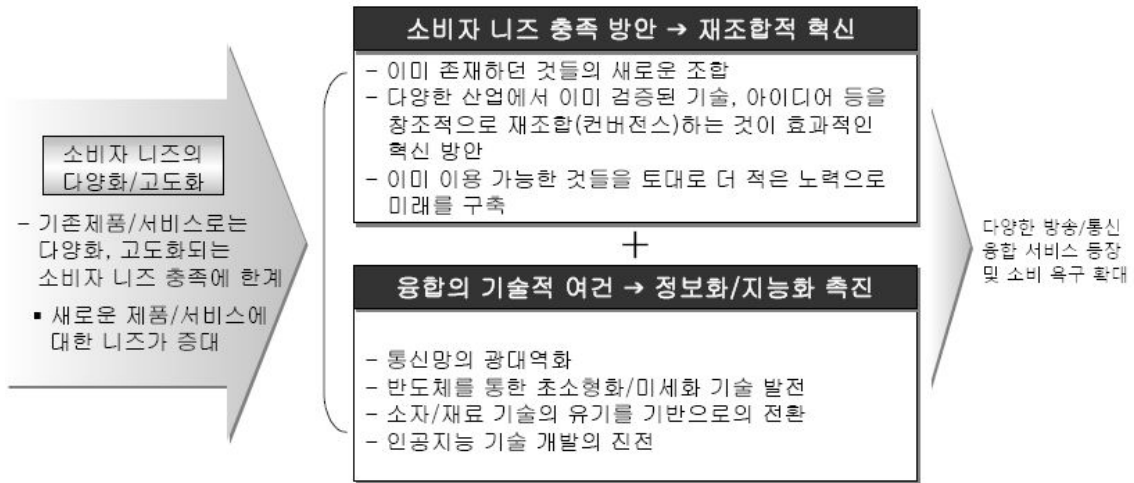 소비자 니즈의
다양화/고도화
– 기존제품/서비스로는
다양화, 고도화되는
소비자 니즈 충족에 한계
▪ 새로운 제품/서비스에
대한 니즈가 증대
소비자 니즈 충족 방안 → 재조합적 혁신
– 이미 존재하던 것들의 새로운 조합
– 다양한 산업에서 이미 검증된 기술, 아이디어 등을
창조적으로 재조합(컨버전스)하는 것이 효과적인
혁신 방안
– 이미 이용 가능한 것들을 토대로 더 적은 노력으로
미래를 구축
+
융합의 기술적 여건 → 정보화/지능화 촉진
– 통신망의 광대역화
– 반도체를 통한 초소형화/미세화 기술 발전
– 소자/재료 기술의 유기를 기반으로의 전환
– 인공지능 기술 개발의 진전
다양한 방송/통신
융합 서비스 등장
및 소비 욕구 확대